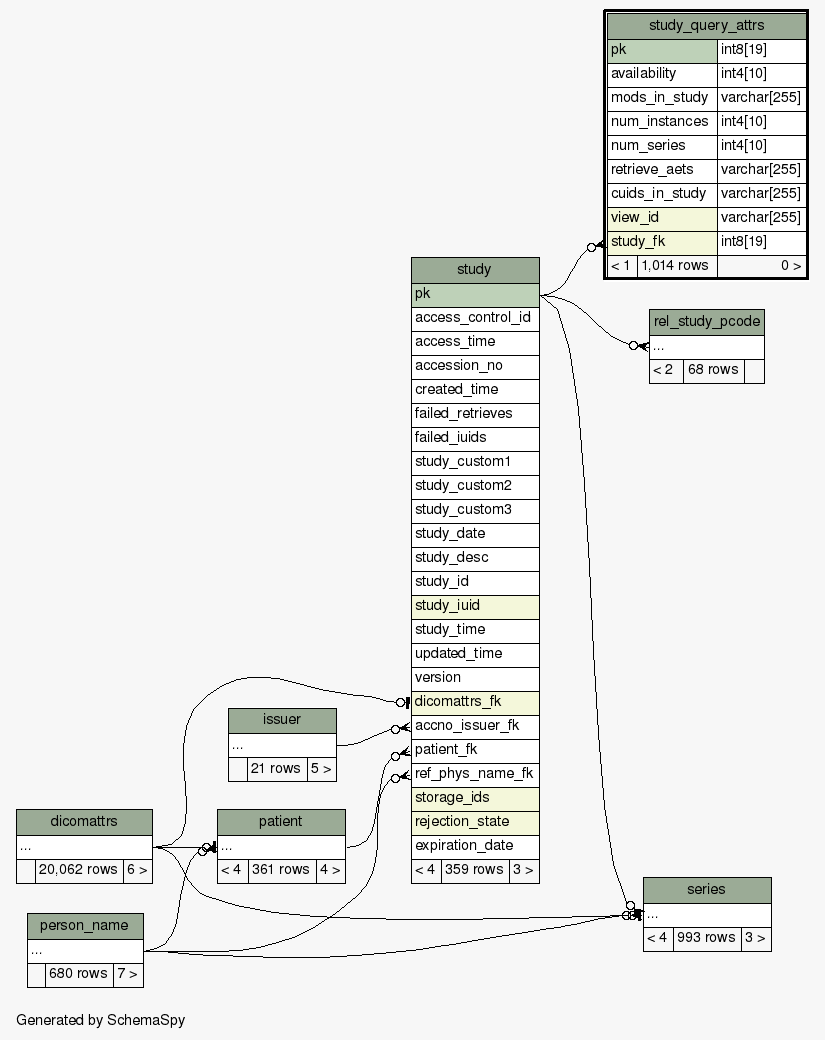 study_query_attrs
pk int8[19]
availability int4[10]
mods_in_study varchar[255]
num_instances int4[10]
num_series int4[10]
retrieve_aets varchar[255]
cuids_in_study varchar[255]
view_id varchar[255]
study_fk int8[19]
< 1 1,014 rows 0 >
study
pk
access_control_id
access_time
accession_no
created_time
failed_retrieves
failed_iuids
study_custom1
study_custom2
study_custom3
study_date
study_desc
study_id
study_iuid
study_time
updated_time
version
dicomattrs_fk
accno_issuer_fk
patient_fk
ref_phys_name_fk
storage_ids
rejection_state
expiration_date
< 4 359 rows 3 >
rel_study_pcode
...
< 2 68 rows
issuer
...
21 rows 5 >
dicomattrs
...
20,062 rows 6 >
patient
...
< 4 361 rows 4 >
series
...
< 4 993 rows 3 >
person_name
...
680 rows 7 >
Generated by SchemaSpy